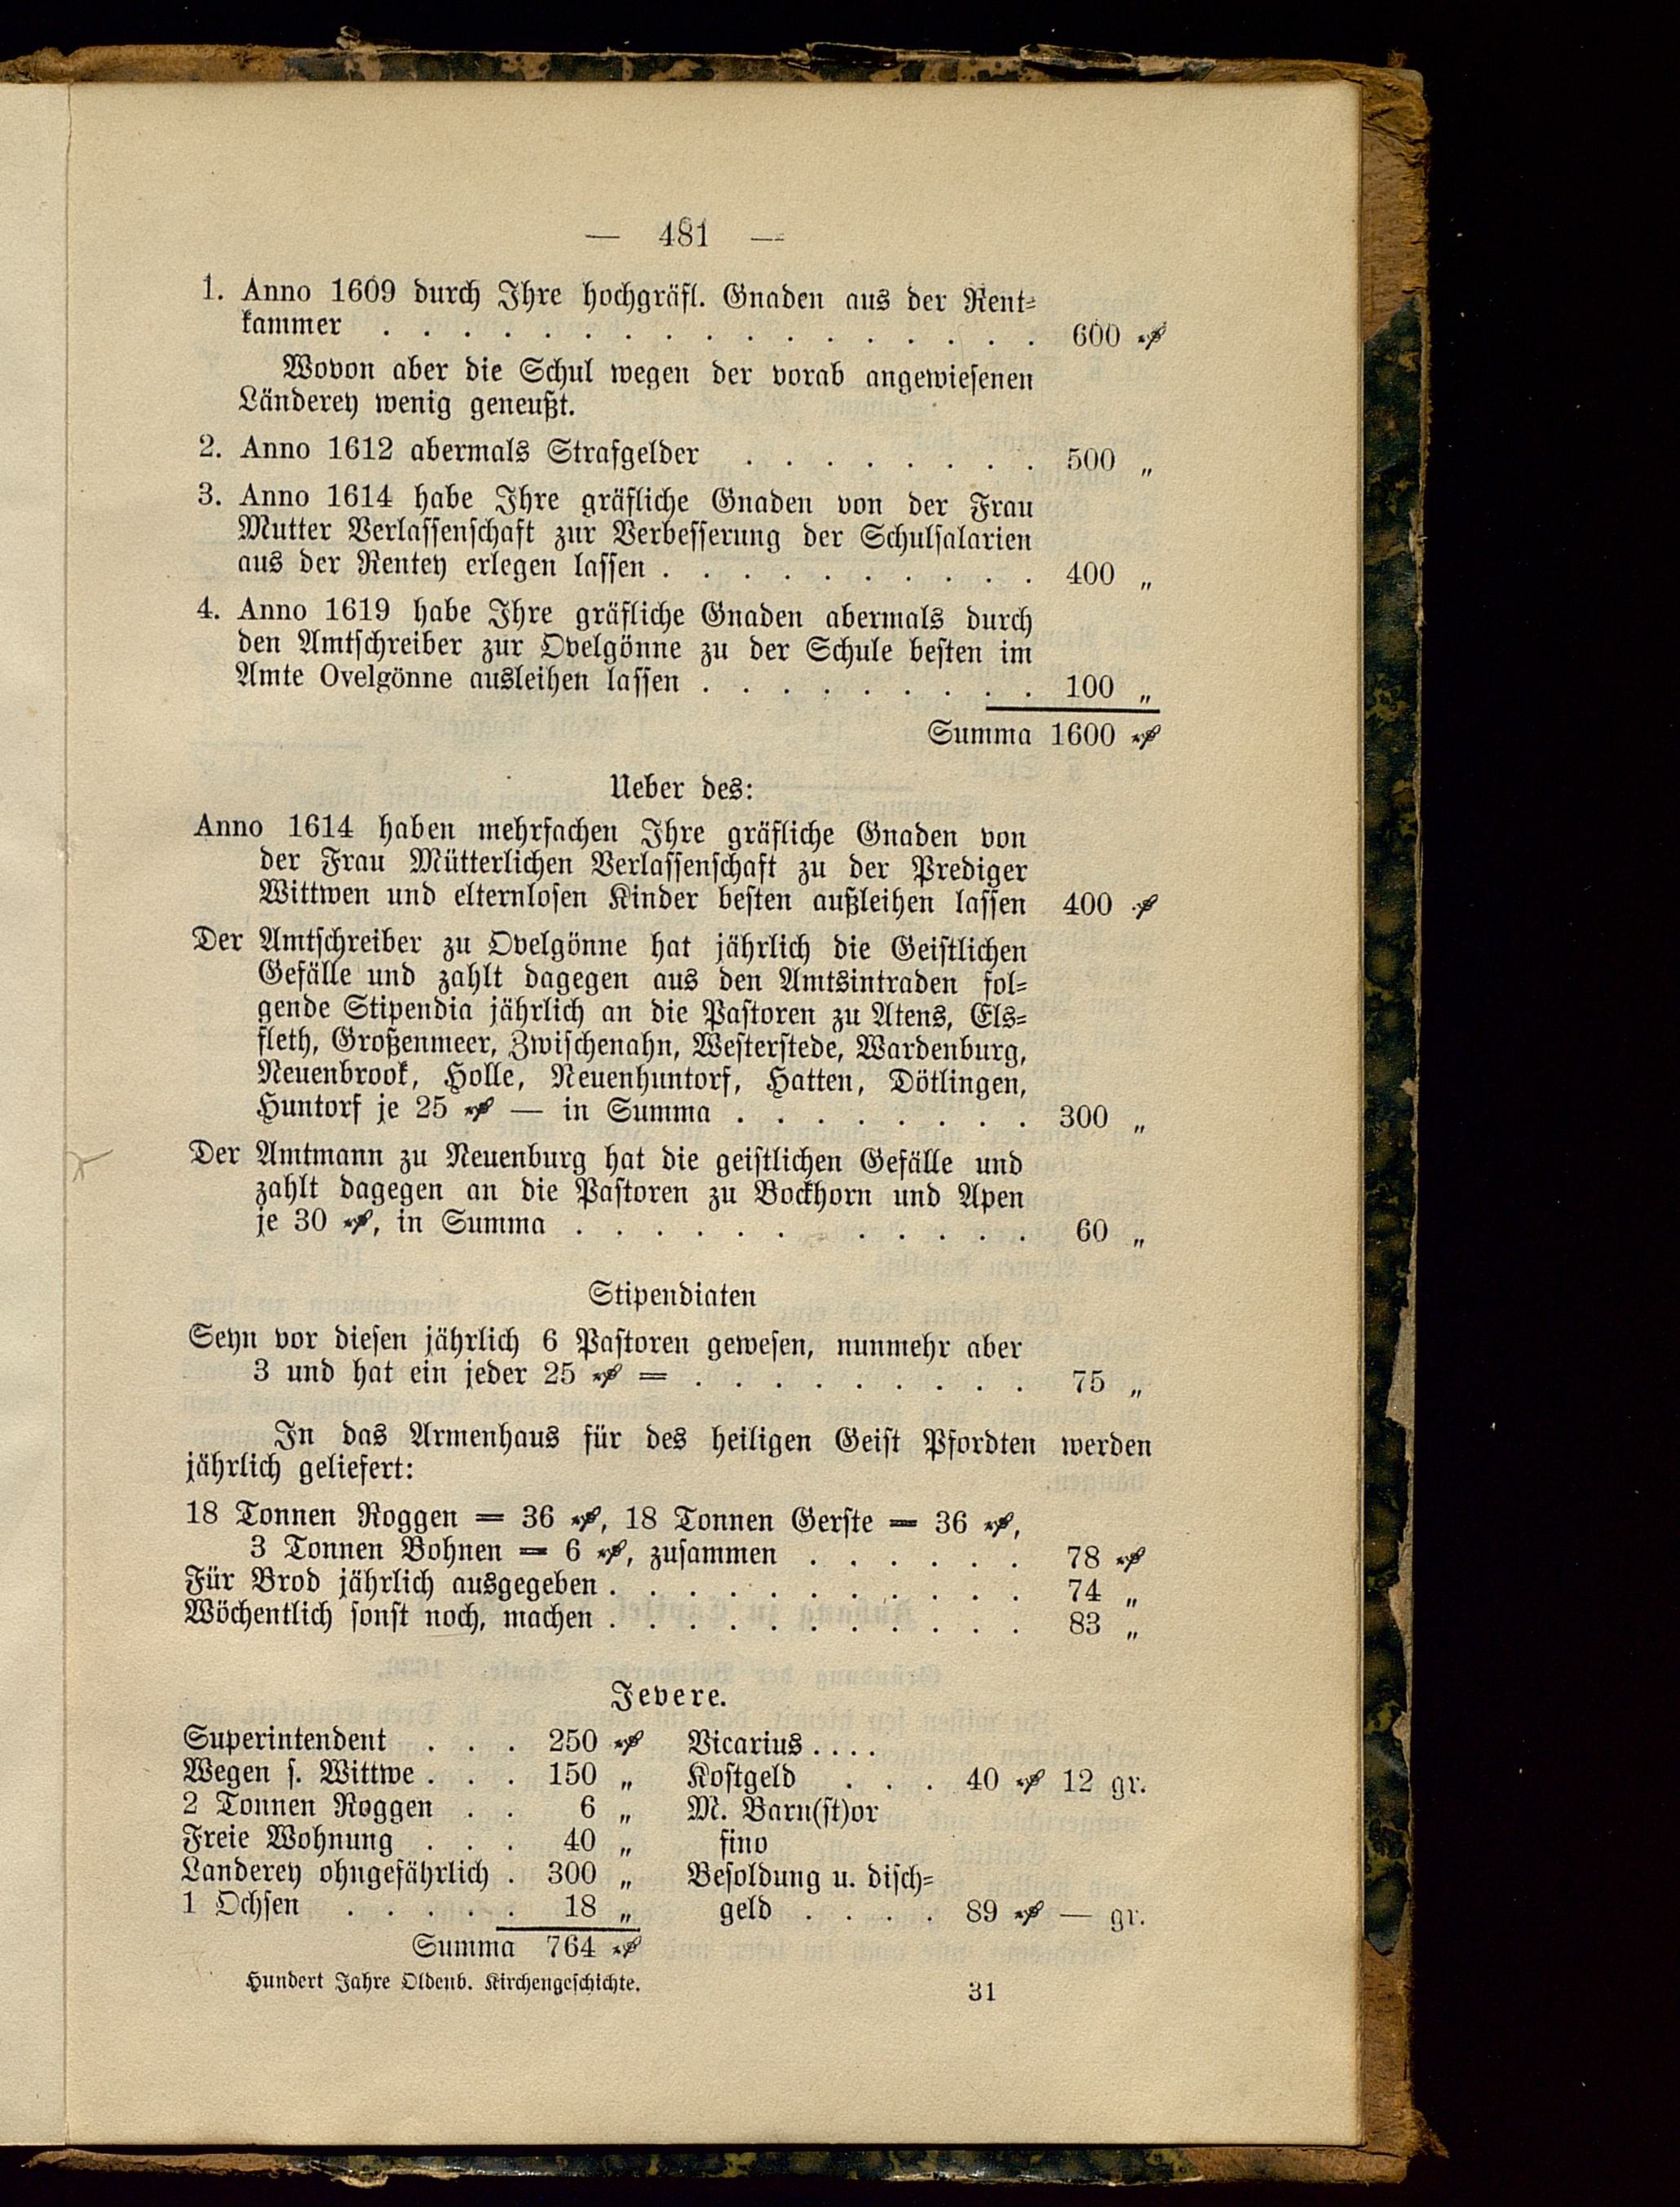 — 481 —
1. Anno 1609 durch Ihre hochgräfl. Gnaden aus der Rent-
kammer . . . . . . . . . . . . . . . . . 600 ₰
Wovon aber die Schul wegen der vorab angewiesenen
Länderey wenig geneußt.
2. Anno 1612 abermals Strafgelder . . . . . . . . 500 „
3. Anno 1614 habe Ihre gräfliche Gnaden von der Frau
Mutter Verlassenschaft zur Verbesserung der Schulsalarien
aus der Rentey erlegen lassen . . . . . . . . . . 400 „
4. Anno 1619 habe Ihre gräfliche Gnaden abermals durch
den Amtschreiber zur Ovelgönne zu der Schule besten im
Amte Ovelgönne ausleihen lassen . . . . . . . . . 100 „
Summa 1600 ₰
Ueber des:
Anno 1614 haben mehrfachen Ihre gräfliche Gnaden von
der Frau Mütterlichen Verlassenschaft zu der Prediger
Wittwen und elternlosen Kinder besten außleihen lassen 400 ₰
Der Amtschreiber zu Ovelgönne hat jährlich die Geistlichen
Gefälle und zahlt dagegen aus den Amtsintraden fol-
gende Stipendia jährlich an die Pastoren zu Atens, Els-
fleth, Großenmeer, Zwischenahn, Westerstede, Wardenburg,
Neuenbrook, Holle, Neuenhuntorf, Hatten, Dötlingen,
Huntorf je 25 ₰ — in Summa . . . . . . . . 300 „
Der Amtmann zu Neuenburg hat die geistlichen Gefälle und
zahlt dagegen an die Pastoren zu Bockhorn und Apen
je 30 ₰, in Summa . . . . . . . . . . . . 60 „
Stipendiaten
Seyn vor diesen jährlich 6 Pastoren gewesen, nunmehr aber
3 und hat ein jeder 25 ₰ = . . . . . . . . . 75 „
In das Armenhaus für des heiligen Geist Pfordten werden
jährlich geliefert:
18 Tonnen Roggen = 36 ₰, 18 Tonnen Gerste = 36 ₰,
3 Tonnen Bohnen = 6 ₰, zusammen . . . . . . 78 ₰
Für Brod jährlich ausgegeben . . . . . . . . . . . 74 „
Wöchentlich sonst noch, machen . . . . . . . . . . . 83 „
Jevere.
Superintendent . . . 250 ₰
Wegen s. Wittwe . . . 150 „
2 Tonnen Roggen . . 6 „
Freie Wohnung . . . 40 „
Landerey ohngefährlich . 300 „
1 Ochsen . . . . . 18 „
Summa 764 ₰
Vicarius . . . .
Kostgeld . . . 40 ₰ 12 gr.
M. Barn(st)or
fino
Besoldung u. disch-
geld . . . . 89 ₰ — gr.
Hundert Jahre Oldenb. Kirchengeschichte. 31